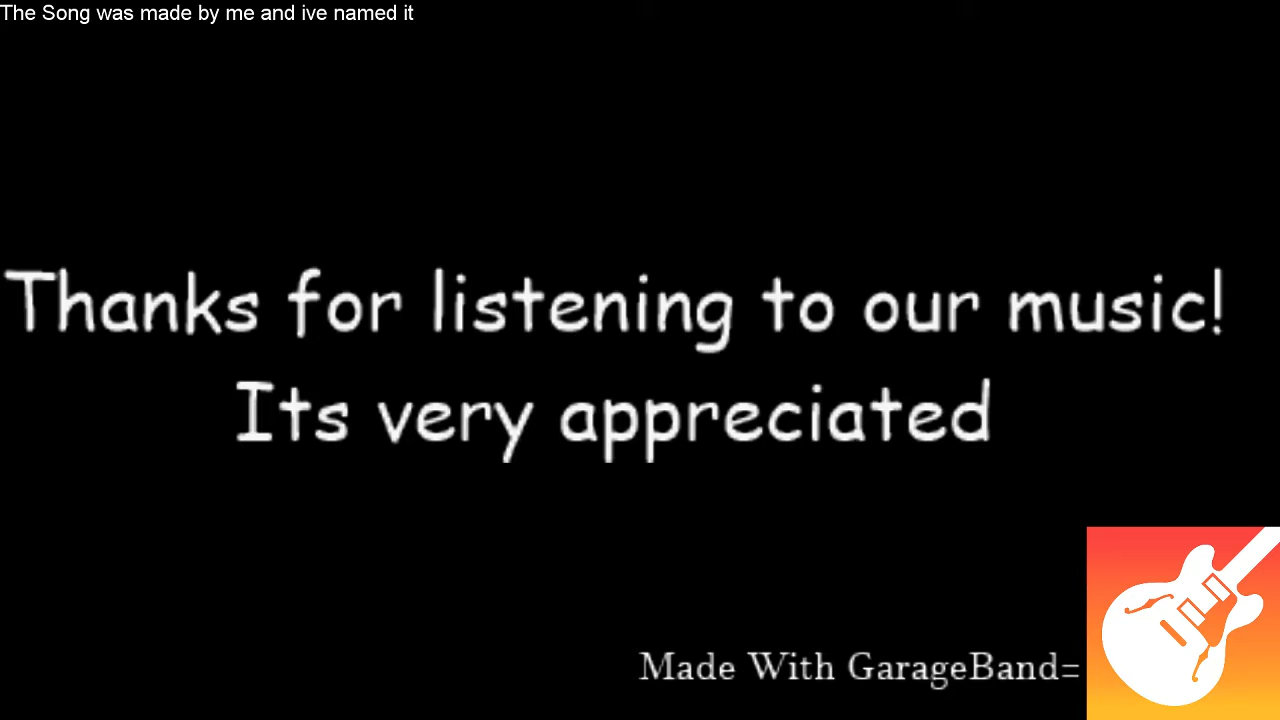 The Song was made by me and ive named it
Thanks for listening to our music!
Its very appreciated
Made With GarageBand=